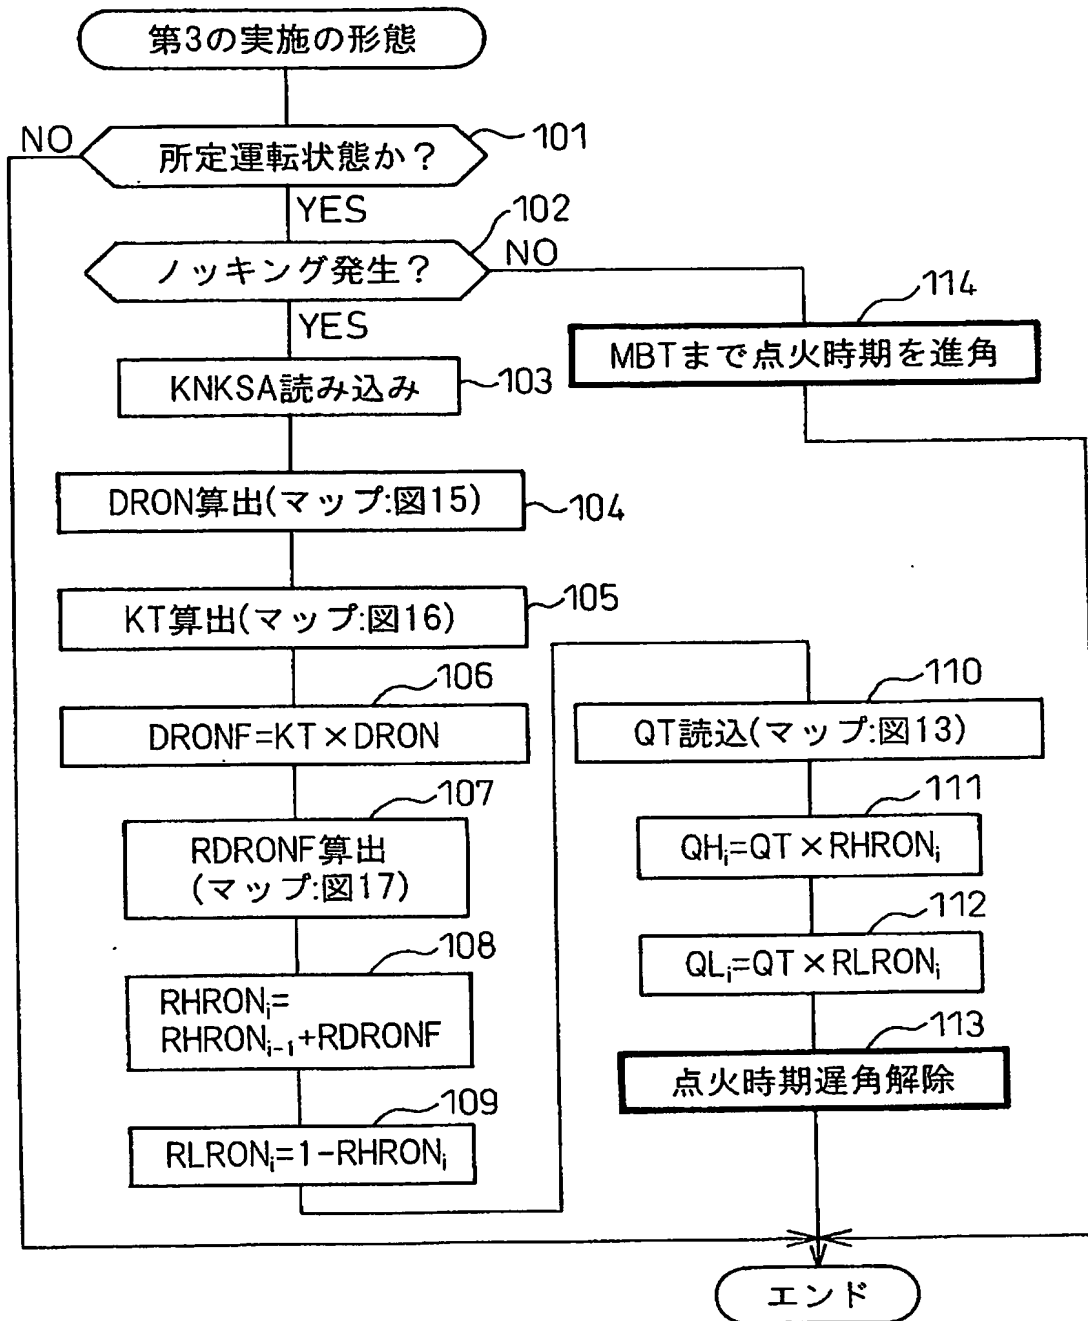 第3の実施の形態
NO
所定運転状態か？
101
YES
102
ノッキング発生？
NO
YES
114
MBTまで点火時期を進角
KNKSA読み込み
103
DRON算出(マップ:図15)
104
KT算出(マップ:図16)
105
106
DRONF=KT×DRON
107
RDRONF算出
(マップ:図17)
108
RHRONi=
RHRONi-1+RDRONF
109
RLRONi=1-RHRONi
110
QT読込(マップ:図13)
111
QHi=QT×RHRONi
112
QLi=QT×RLRONi
113
点火時期遅角解除
エンド